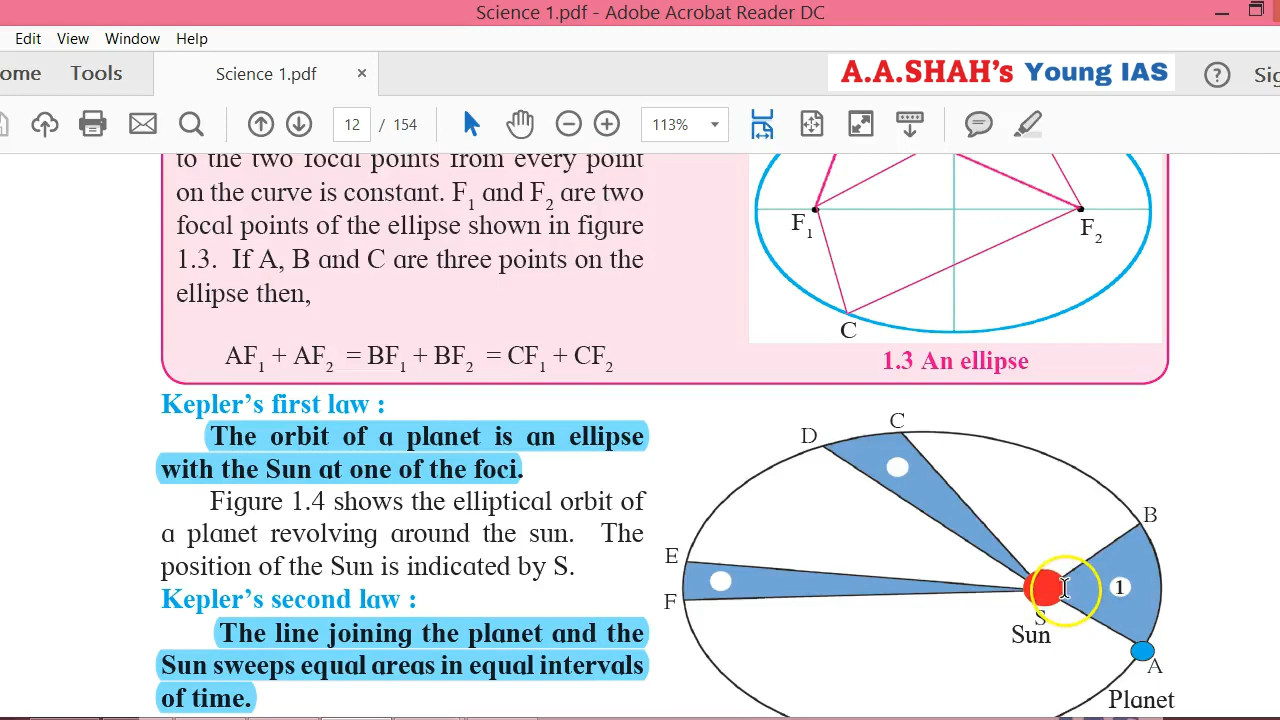 Science 1.pdf - Adobe Acrobat Reader DC
Edit View Window Help
ome Tools Science 1.pdf ×
A.A.SHAH's Young IAS
? Sig
12 / 154 113%
to the two focal points from every point
on the curve is constant. F₁ and F₂ are two
focal points of the ellipse shown in figure
1.3. If A, B and C are three points on the
ellipse then,
AF₁ + AF₂ = BF₁ + BF₂ = CF₁ + CF₂
F₁
F₂
C
1.3 An ellipse
Kepler's first law :
The orbit of a planet is an ellipse
with the Sun at one of the foci.
Figure 1.4 shows the elliptical orbit of
a planet revolving around the sun. The
position of the Sun is indicated by S.
Kepler's second law :
The line joining the planet and the
Sun sweeps equal areas in equal intervals
of time.
D C
B
E
F
1
S
Sun
A
Planet